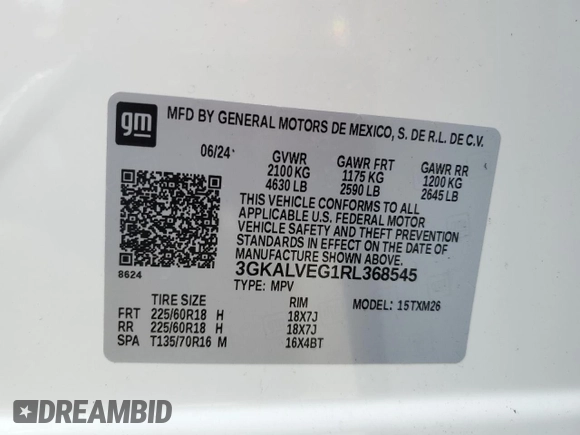 gm
MFD BY GENERAL MOTORS DE MEXICO, S. DE R.L. DE C.V.
06/24 GVWR GAWR FRT GAWR RR
2100 KG 1175 KG 1200 KG
4630 LB 2590 LB 2645 LB
THIS VEHICLE CONFORMS TO ALL
APPLICABLE U.S. FEDERAL MOTOR
VEHICLE SAFETY AND THEFT PREVENTION
STANDARDS IN EFFECT ON THE DATE OF
MANUFACTURE SHOWN ABOVE.
8624
3GKALVEG1RL368545
TYPE: MPV
TIRE SIZE RIM MODEL: 15TXM26
FRT 225/60R18 H 18X7J
RR 225/60R18 H 18X7J
SPA T135/70R16 M 16X4BT
DREAMBID